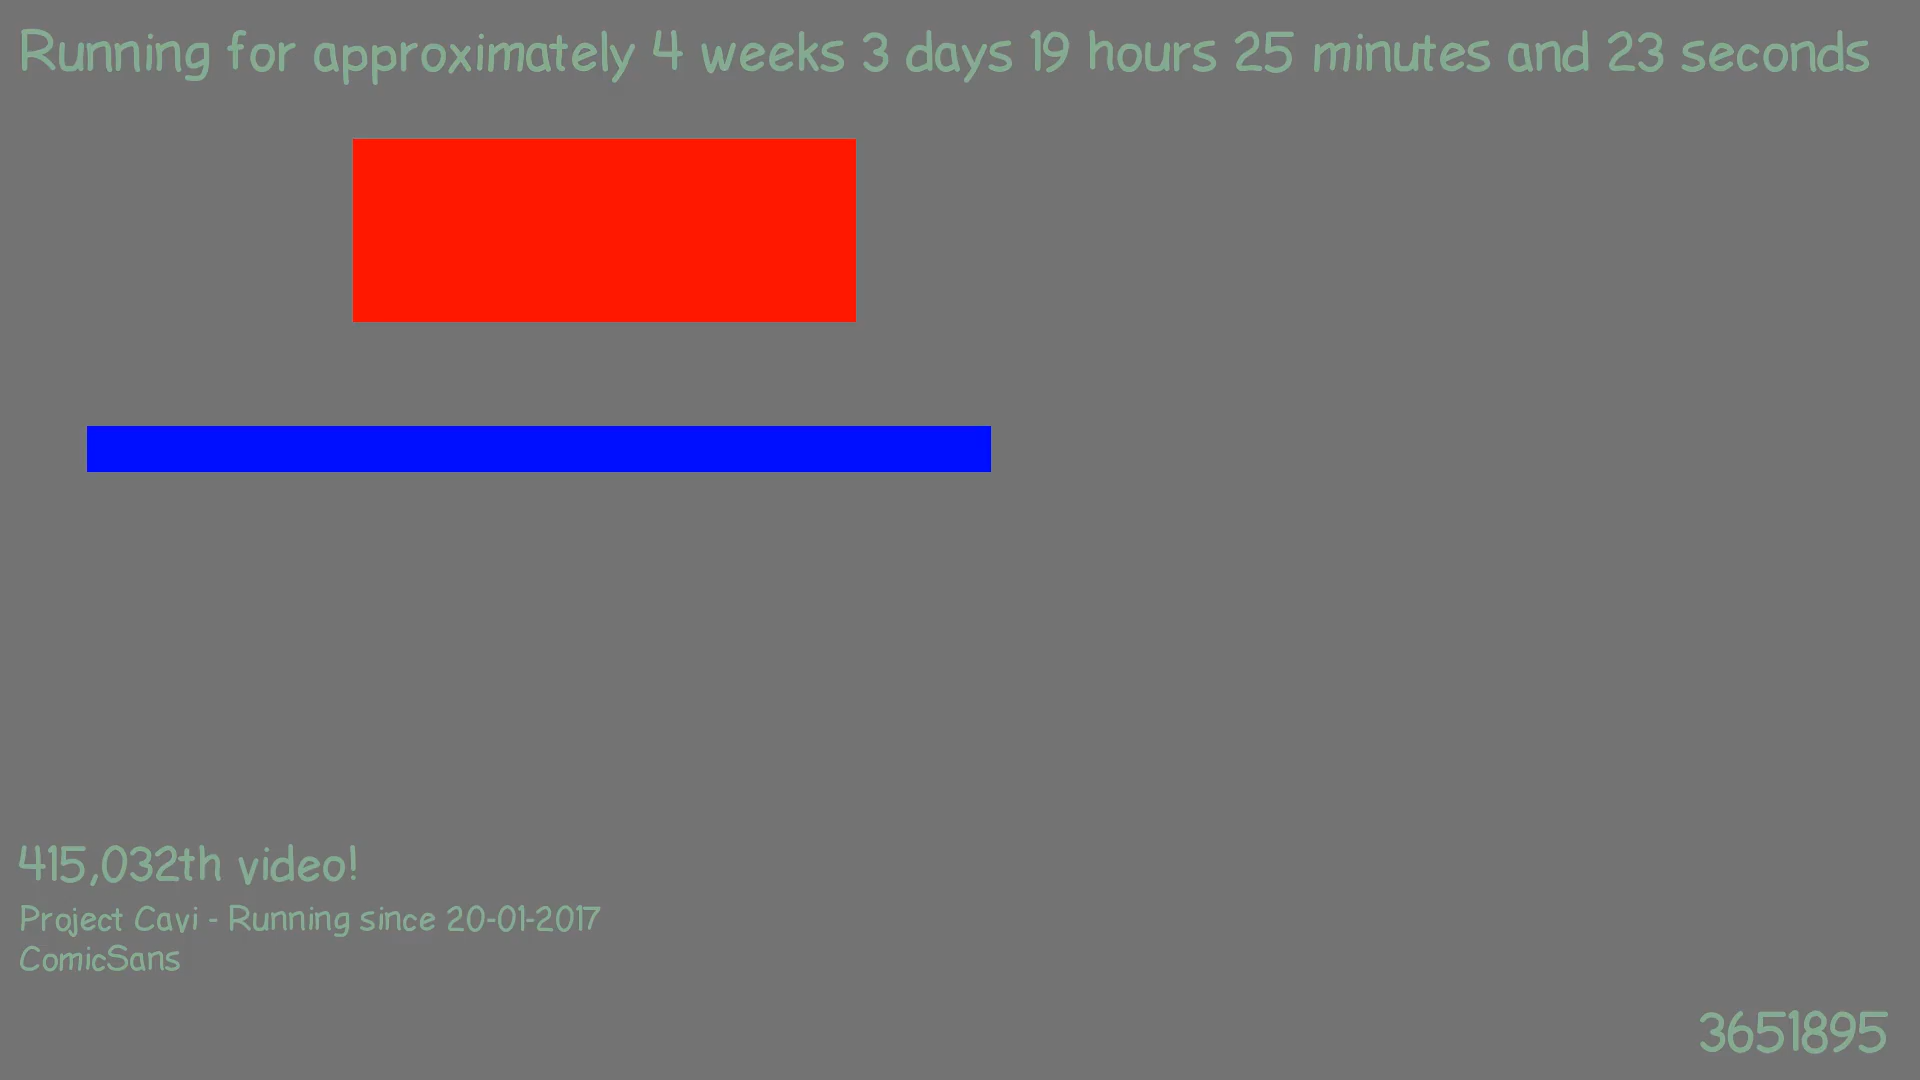 Running for approximately 4 weeks 3 days 19 hours 25 minutes and 23 seconds
415,032th video!
Project Cavi - Running since 20-01-2017
ComicSans
3651895